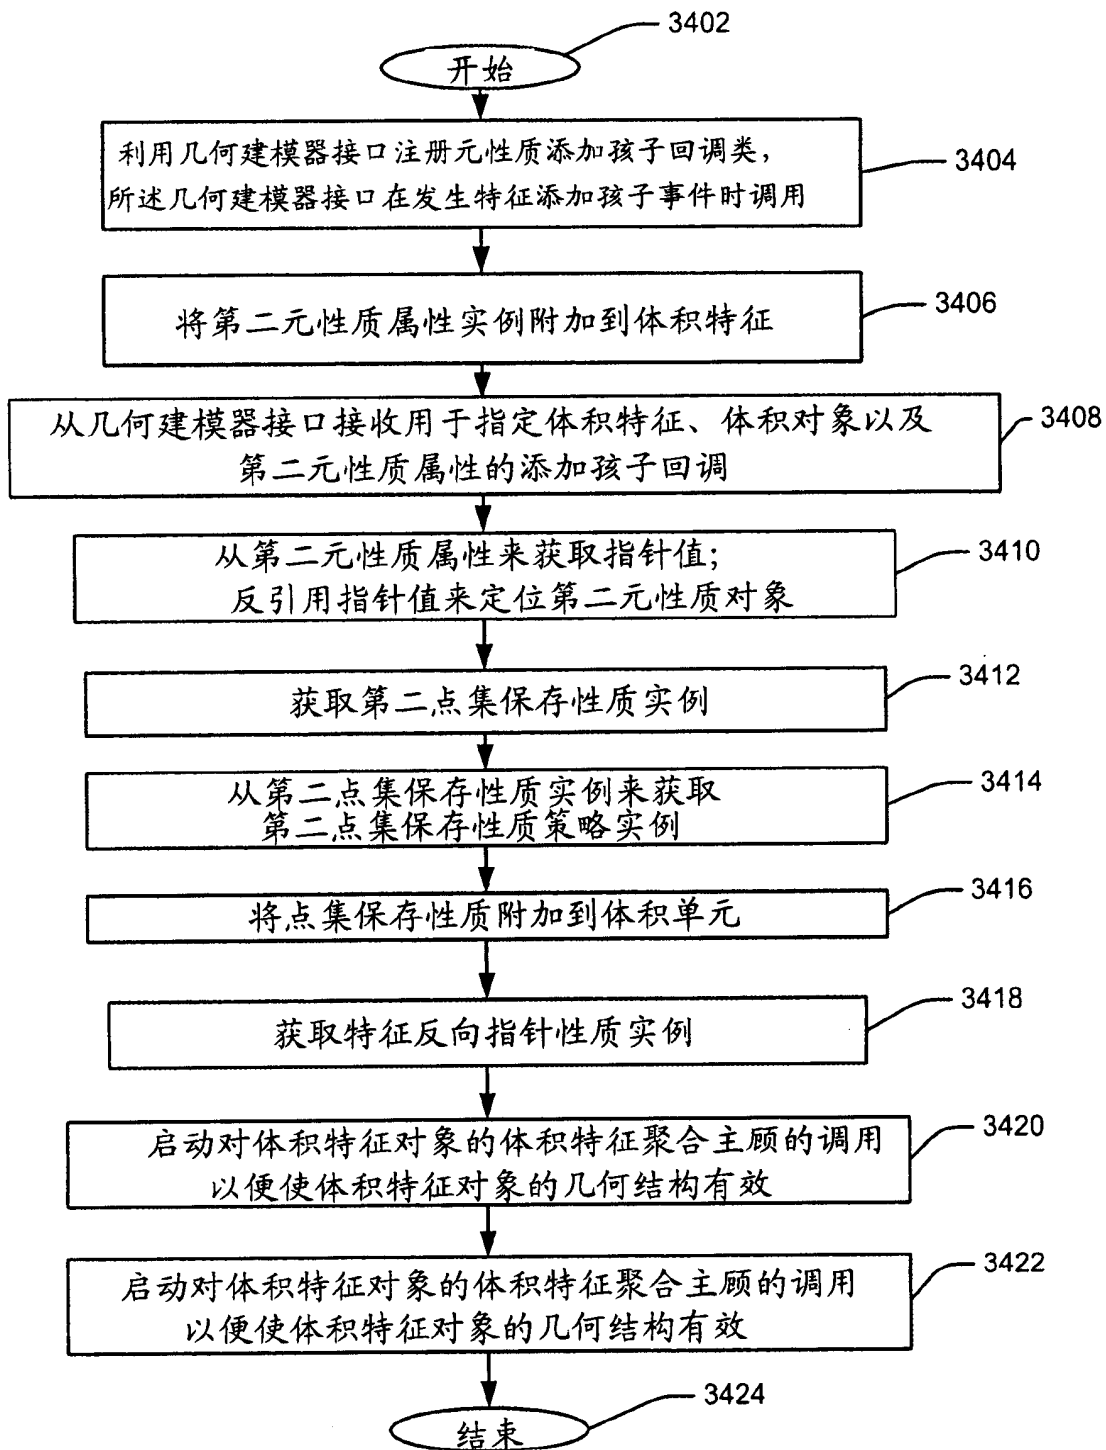 3402
开始
利用几何建模器接口注册元性质添加孩子回调类，
所述几何建模器接口在发生特征添加孩子事件时调用
3404
将第二元性质属性实例附加到体积特征
3406
从几何建模器接口接收用于指定体积特征、体积对象以及
第二元性质属性的添加孩子回调
3408
从第二元性质属性来获取指针值；
反引用指针值来定位第二元性质对象
3410
获取第二点集保存性质实例
3412
从第二点集保存性质实例来获取
第二点集保存性质策略实例
3414
将点集保存性质附加到体积单元
3416
获取特征反向指针性质实例
3418
启动对体积特征对象的体积特征聚合主顾的调用
以便使体积特征对象的几何结构有效
3420
启动对体积特征对象的体积特征聚合主顾的调用
以便使体积特征对象的几何结构有效
3422
3424
结束